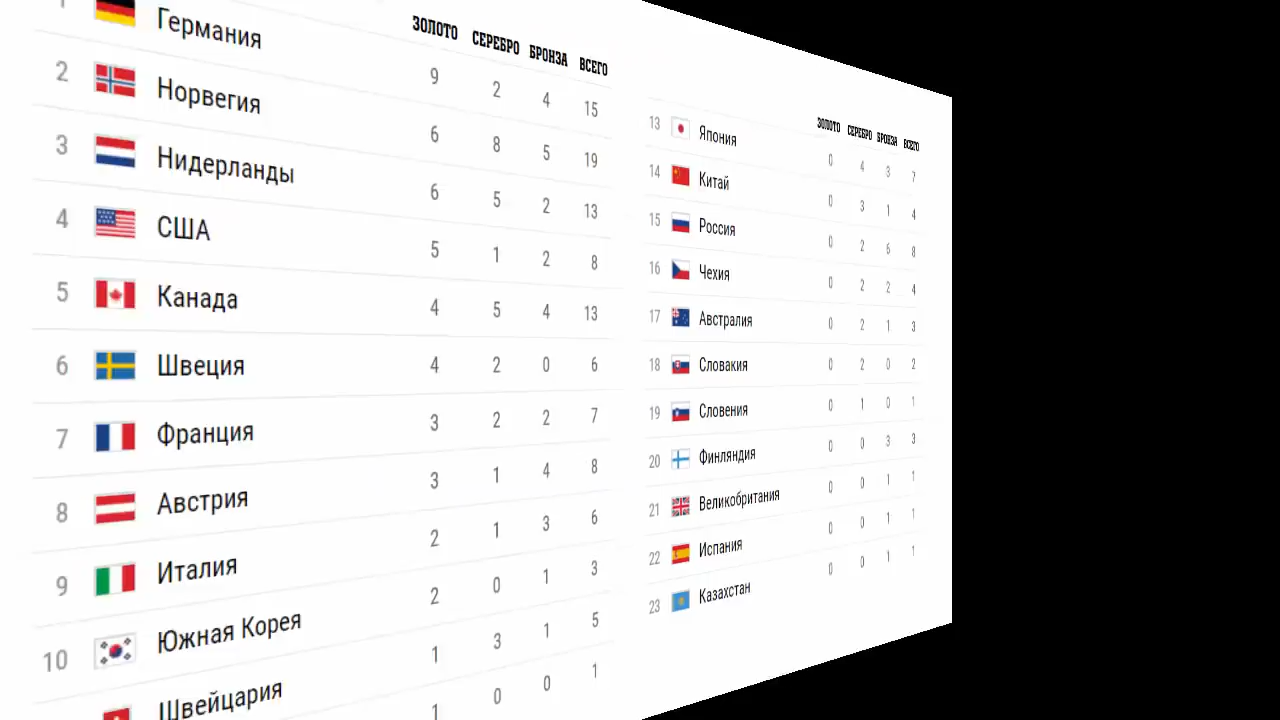 ЗОЛОТО СЕРЕБРО БРОНЗА ВСЕГО
1 Германия 9 2 4 15
2 Норвегия 6 8 5 19
3 Нидерланды 6 5 2 13
4 США 5 1 2 8
5 Канада 4 5 4 13
6 Швеция 4 2 0 6
7 Франция 3 2 2 7
8 Австрия 3 1 4 8
9 Италия 2 1 3 6
10 Южная Корея 2 0 1 3
Швейцария 1 3 1 5
1 0 0 1
ЗОЛОТО СЕРЕБРО БРОНЗА ВСЕГО
13 Япония 0 4 3 7
14 Китай 0 3 1 4
15 Россия 0 2 6 8
16 Чехия 0 2 2 4
17 Австралия 0 2 1 3
18 Словакия 0 2 0 2
19 Словения 0 1 0 1
20 Финляндия 0 0 3 3
21 Великобритания 0 0 1 1
22 Испания 0 0 1 1
23 Казахстан 0 0 1 1